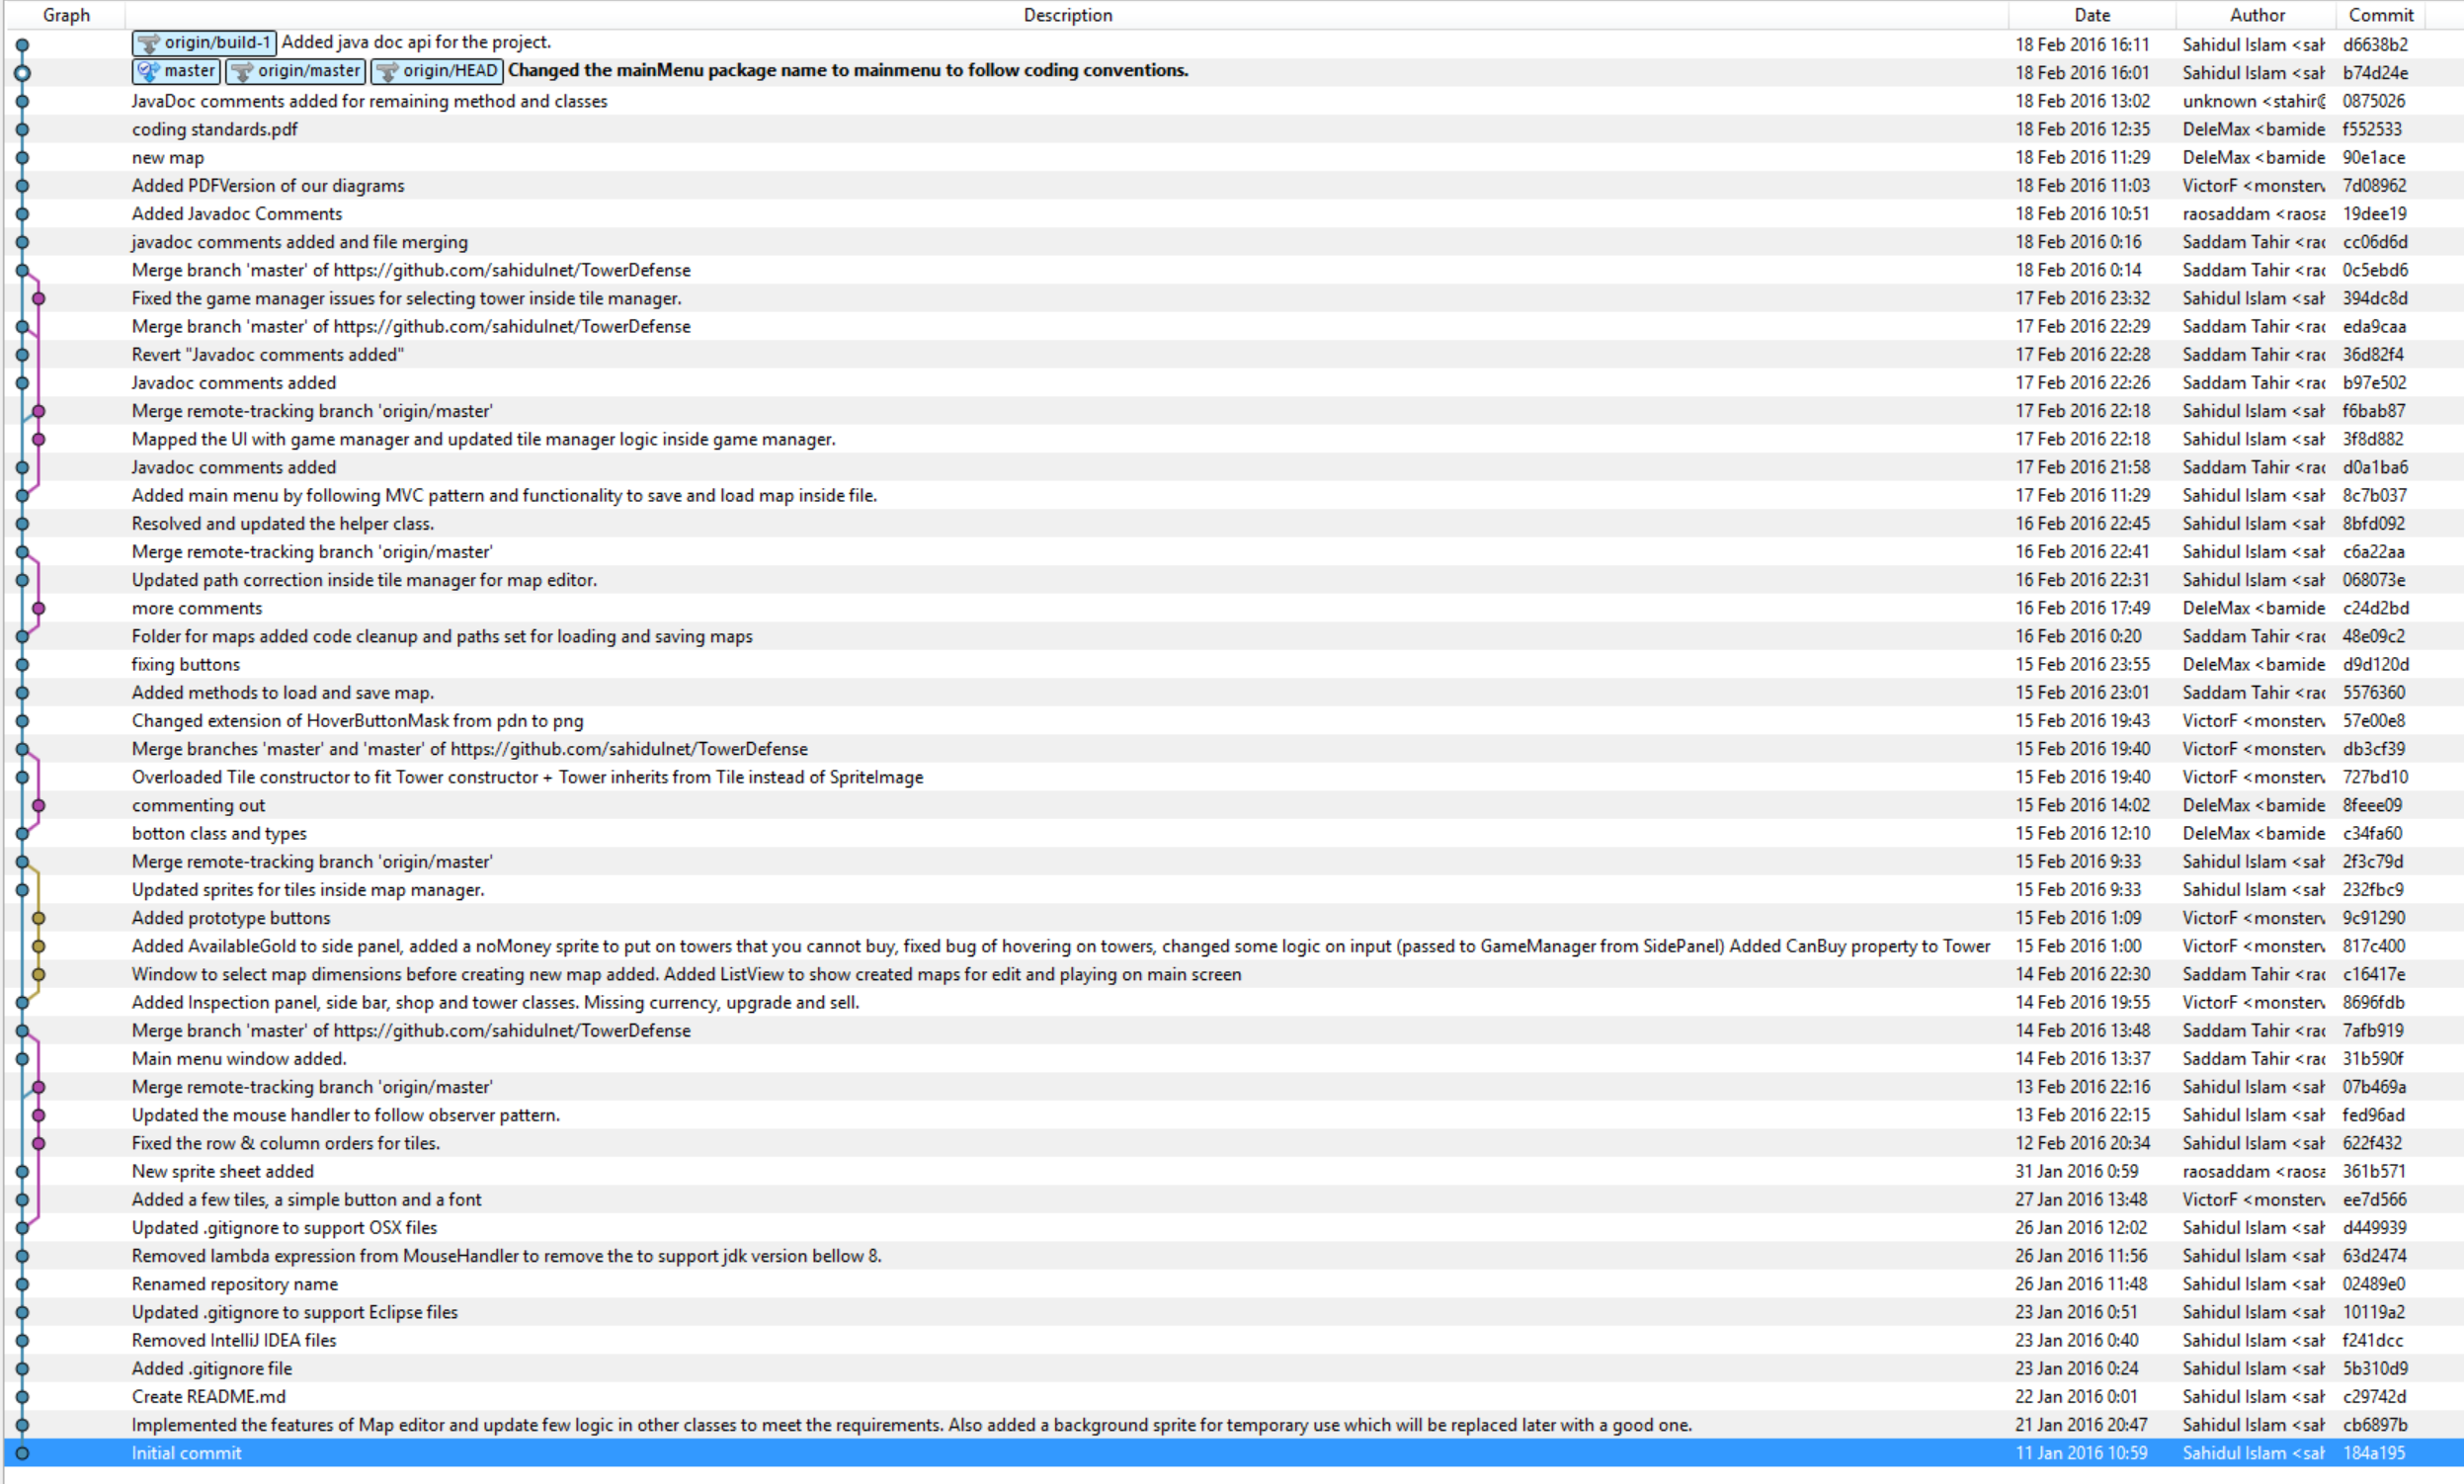 Graph Description Date Author Commit
origin/build-1 Added java doc api for the project. 18 Feb 2016 16:11 Sahidul Islam <sah d6638b2
master origin/master origin/HEAD Changed the mainMenu package name to mainmenu to follow coding conventions. 18 Feb 2016 16:01 Sahidul Islam <sah b74d24e
JavaDoc comments added for remaining method and classes 18 Feb 2016 13:02 unknown <stahir@ 0875026
coding standards.pdf 18 Feb 2016 12:35 DeleMax <bamide f552533
new map 18 Feb 2016 11:29 DeleMax <bamide 90e1ace
Added PDFVersion of our diagrams 18 Feb 2016 11:03 VictorF <monsterv 7d08962
Added Javadoc Comments 18 Feb 2016 10:51 raosaddam <raosa 19dee19
javadoc comments added and file merging 18 Feb 2016 0:16 Saddam Tahir <rao cc06d6d
Merge branch 'master' of https://github.com/sahidulnet/TowerDefense 18 Feb 2016 0:14 Saddam Tahir <rao 0c5ebd6
Fixed the game manager issues for selecting tower inside tile manager. 17 Feb 2016 23:32 Sahidul Islam <sah 394dc8d
Merge branch 'master' of https://github.com/sahidulnet/TowerDefense 17 Feb 2016 22:29 Saddam Tahir <rao eda9caa
Revert "Javadoc comments added" 17 Feb 2016 22:28 Saddam Tahir <rao 36d82f4
Javadoc comments added 17 Feb 2016 22:26 Saddam Tahir <rao b97e502
Merge remote-tracking branch 'origin/master' 17 Feb 2016 22:18 Sahidul Islam <sah f6bab87
Mapped the UI with game manager and updated tile manager logic inside game manager. 17 Feb 2016 22:18 Sahidul Islam <sah 3f8d882
Javadoc comments added 17 Feb 2016 21:58 Saddam Tahir <rao d0a1ba6
Added main menu by following MVC pattern and functionality to save and load map inside file. 17 Feb 2016 11:29 Sahidul Islam <sah 8c7b037
Resolved and updated the helper class. 16 Feb 2016 22:45 Sahidul Islam <sah 8bfd092
Merge remote-tracking branch 'origin/master' 16 Feb 2016 22:41 Sahidul Islam <sah c6a22aa
Updated path correction inside tile manager for map editor. 16 Feb 2016 22:31 Sahidul Islam <sah 068073e
more comments 16 Feb 2016 17:49 DeleMax <bamide c24d2bd
Folder for maps added code cleanup and paths set for loading and saving maps 16 Feb 2016 0:20 Saddam Tahir <rao 48e09c2
fixing buttons 15 Feb 2016 23:55 DeleMax <bamide d9d120d
Added methods to load and save map. 15 Feb 2016 23:01 Saddam Tahir <rao 5576360
Changed extension of HoverButtonMask from pdn to png 15 Feb 2016 19:43 VictorF <monsterv 57e00e8
Merge branches 'master' and 'master' of https://github.com/sahidulnet/TowerDefense 15 Feb 2016 19:40 VictorF <monsterv db3cf39
Overloaded Tile constructor to fit Tower constructor + Tower inherits from Tile instead of SpriteImage 15 Feb 2016 19:40 VictorF <monsterv 727bd10
commenting out 15 Feb 2016 14:02 DeleMax <bamide 8feee09
botton class and types 15 Feb 2016 12:10 DeleMax <bamide c34fa60
Merge remote-tracking branch 'origin/master' 15 Feb 2016 9:33 Sahidul Islam <sah 2f3c79d
Updated sprites for tiles inside map manager. 15 Feb 2016 9:33 Sahidul Islam <sah 232fbc9
Added prototype buttons 15 Feb 2016 1:09 VictorF <monsterv 9c91290
Added AvailableGold to side panel, added a noMoney sprite to put on towers that you cannot buy, fixed bug of hovering on towers, changed some logic on input (passed to GameManager from SidePanel) Added CanBuy property to Tower 15 Feb 2016 1:00 VictorF <monsterv 817c400
Window to select map dimensions before creating new map added. Added ListView to show created maps for edit and playing on main screen 14 Feb 2016 22:30 Saddam Tahir <rao c16417e
Added Inspection panel, side bar, shop and tower classes. Missing currency, upgrade and sell. 14 Feb 2016 19:55 VictorF <monsterv 8696fdb
Merge branch 'master' of https://github.com/sahidulnet/TowerDefense 14 Feb 2016 13:48 Saddam Tahir <rao 7afb919
Main menu window added. 14 Feb 2016 13:37 Saddam Tahir <rao 31b590f
Merge remote-tracking branch 'origin/master' 13 Feb 2016 22:16 Sahidul Islam <sah 07b469a
Updated the mouse handler to follow observer pattern. 13 Feb 2016 22:15 Sahidul Islam <sah fed96ad
Fixed the row & column orders for tiles. 12 Feb 2016 20:34 Sahidul Islam <sah 622f432
New sprite sheet added 31 Jan 2016 0:59 raosaddam <raosa 361b571
Added a few tiles, a simple button and a font 27 Jan 2016 13:48 VictorF <monsterv ee7d566
Updated .gitignore to support OSX files 26 Jan 2016 12:02 Sahidul Islam <sah d449939
Removed lambda expression from MouseHandler to remove the to support jdk version bellow 8. 26 Jan 2016 11:56 Sahidul Islam <sah 63d2474
Renamed repository name 26 Jan 2016 11:48 Sahidul Islam <sah 02489e0
Updated .gitignore to support Eclipse files 23 Jan 2016 0:51 Sahidul Islam <sah 10119a2
Removed IntelliJ IDEA files 23 Jan 2016 0:40 Sahidul Islam <sah f241dcc
Added .gitignore file 23 Jan 2016 0:24 Sahidul Islam <sah 5b310d9
Create README.md 22 Jan 2016 0:01 Sahidul Islam <sah c29742d
Implemented the features of Map editor and update few logic in other classes to meet the requirements. Also added a background sprite for temporary use which will be replaced later with a good one. 21 Jan 2016 20:47 Sahidul Islam <sah cb6897b
Initial commit 11 Jan 2016 10:59 Sahidul Islam <sah 184a195